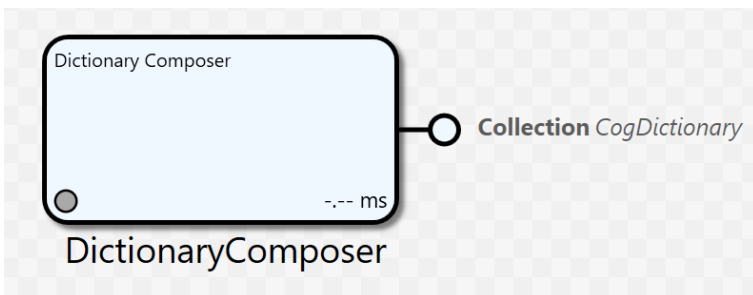 Dictionary Composer
Collection CogDictionary
-.-- ms
DictionaryComposer